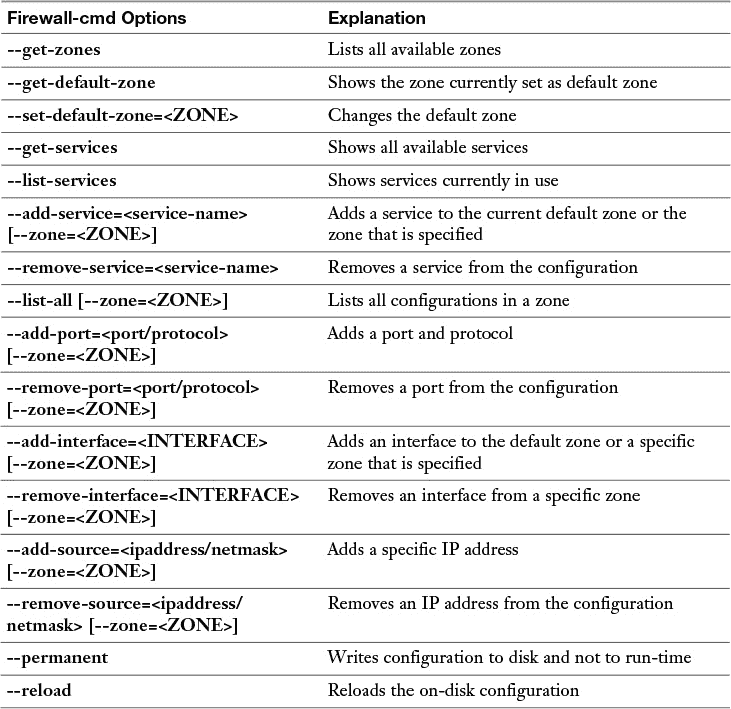 Firewall-cmd Options Explanation
--get-zones Lists all available zones
--get-default-zone Shows the zone currently set as default zone
--set-default-zone=<ZONE> Changes the default zone
--get-services Shows all available services
--list-services Shows services currently in use
--add-service=<service-name> Adds a service to the current default zone or the
[--zone=<ZONE>] zone that is specified
--remove-service=<service-name> Removes a service from the configuration
--list-all [--zone=<ZONE>] Lists all configurations in a zone
--add-port=<port/protocol> Adds a port and protocol
[--zone=<ZONE>]
--remove-port=<port/protocol> Removes a port from the configuration
[--zone=<ZONE>]
--add-interface=<INTERFACE> Adds an interface to the default zone or a specific
[--zone=<ZONE>] zone that is specified
--remove-interface=<INTERFACE> Removes an interface from a specific zone
[--zone=<ZONE>]
--add-source=<ipaddress/netmask> Adds a specific IP address
[--zone=<ZONE>]
--remove-source=<ipaddress/ Removes an IP address from the configuration
netmask> [--zone=<ZONE>]
--permanent Writes configuration to disk and not to run-time
--reload Reloads the on-disk configuration